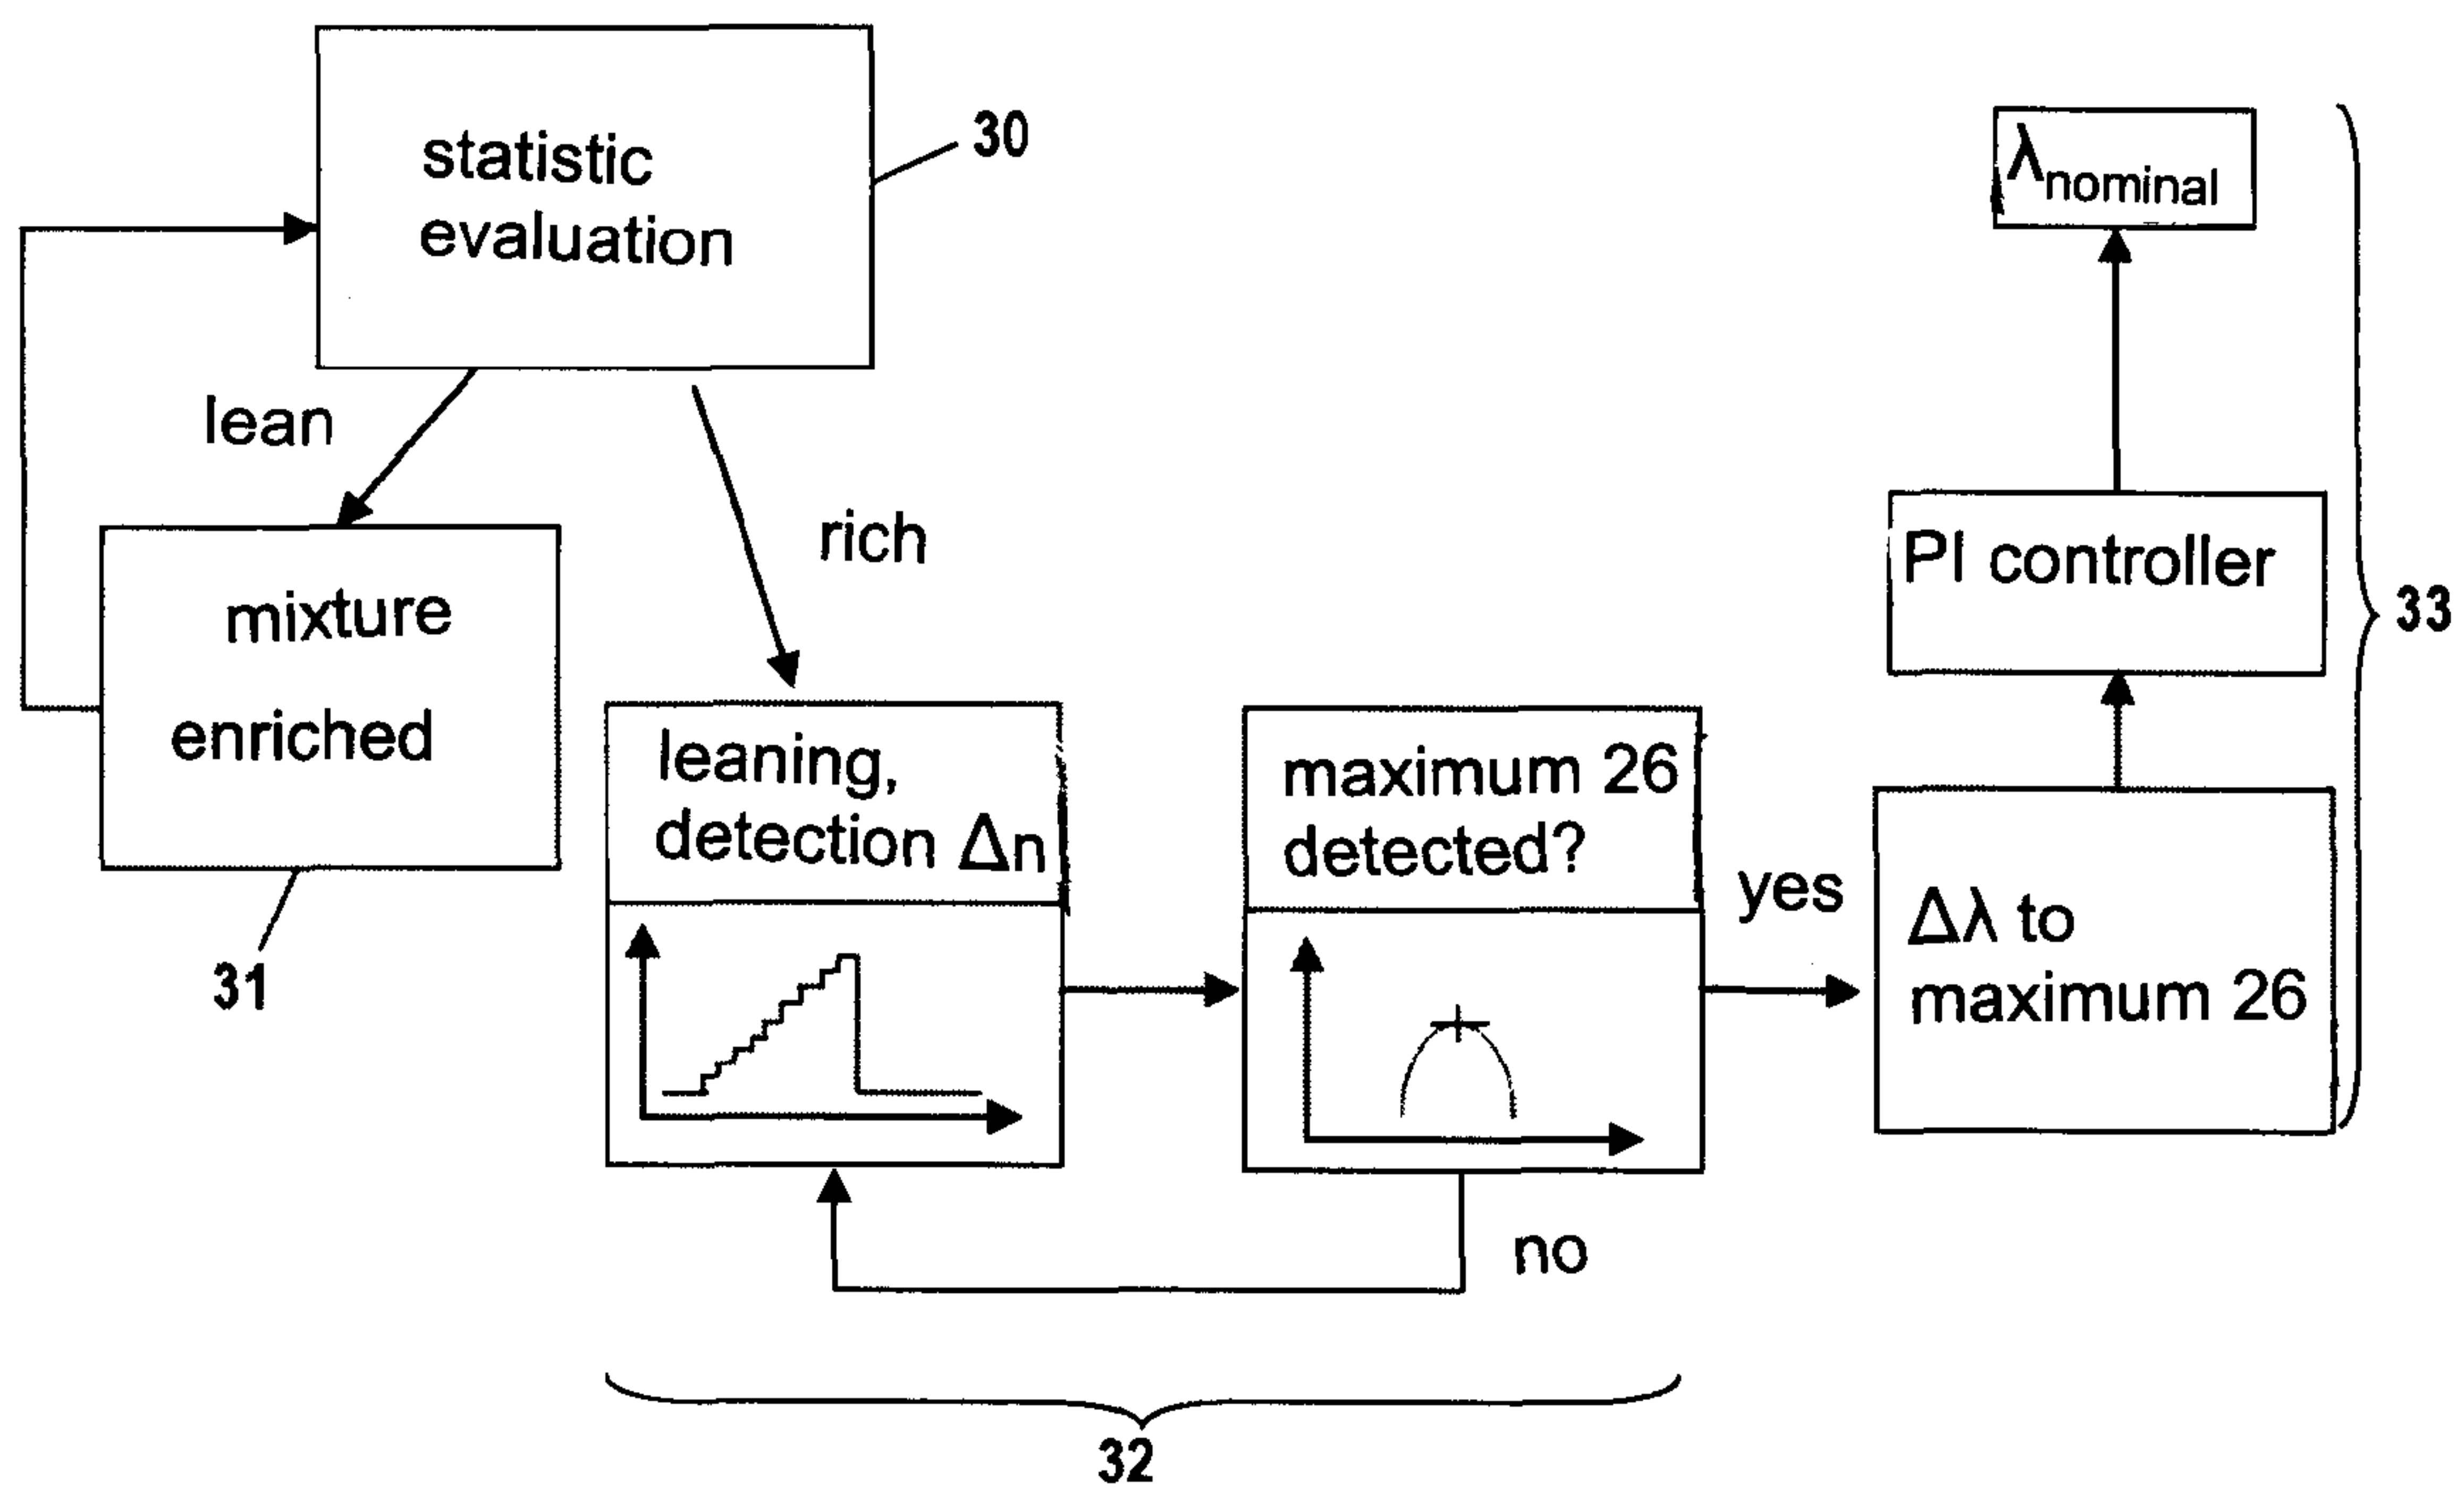 statistic
evaluation
30
lean
rich
mixture
enriched
31
leaning,
detection Δn
maximum 26
detected?
yes
no
32
λnominal
PI controller
Δλ to
maximum 26
33